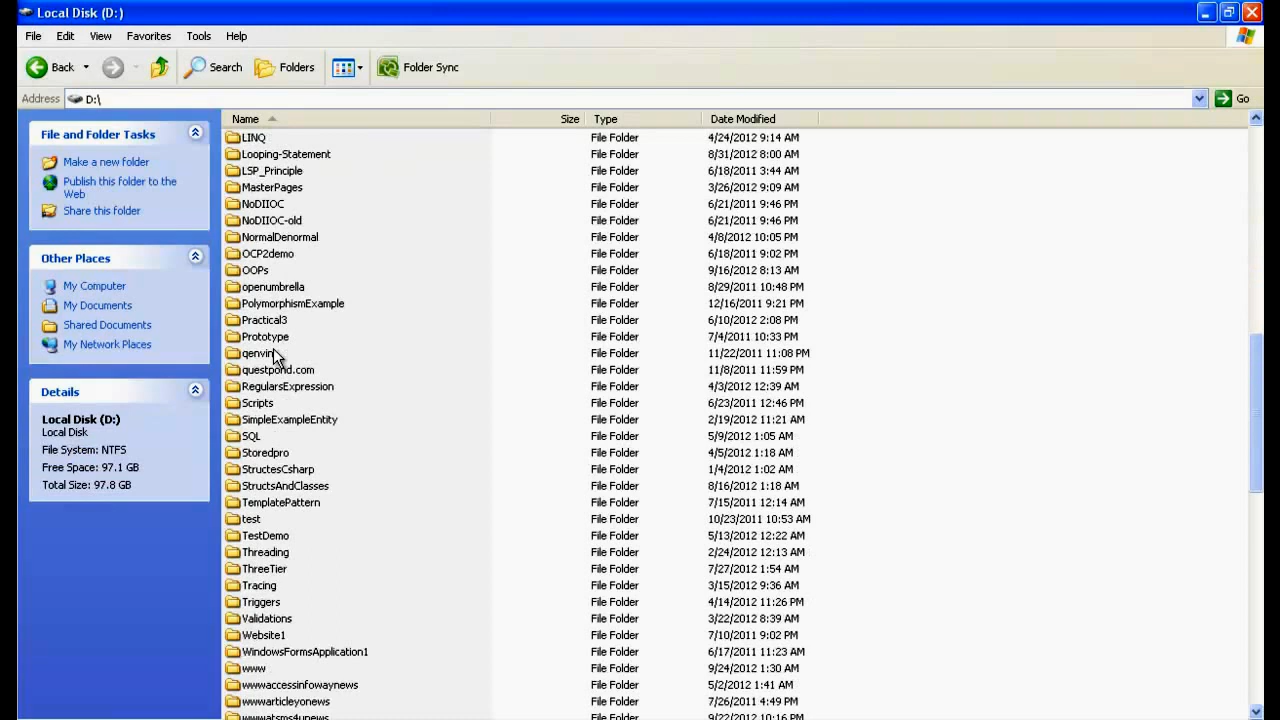 Local Disk (D:)
File Edit View Favorites Tools Help
Back Search Folders Folder Sync
Address D:\ Go
File and Folder Tasks
Make a new folder
Publish this folder to the
Web
Share this folder
Other Places
My Computer
My Documents
Shared Documents
My Network Places
Details
Local Disk (D:)
Local Disk
File System: NTFS
Free Space: 97.1 GB
Total Size: 97.8 GB
Name Size Type Date Modified
LINQ File Folder 4/24/2012 9:14 AM
Looping-Statement File Folder 8/31/2012 8:00 AM
LSP_Principle File Folder 6/18/2011 3:44 AM
MasterPages File Folder 3/26/2012 9:09 AM
NoDIIOC File Folder 6/21/2011 9:46 PM
NoDIIOC-old File Folder 6/21/2011 9:46 PM
NormalDenormal File Folder 4/8/2012 10:05 PM
OCP2demo File Folder 6/18/2011 9:02 PM
OOPs File Folder 9/16/2012 8:13 AM
openumbrella File Folder 8/29/2011 10:48 PM
PolymorphismExample File Folder 12/16/2011 9:21 PM
Practical3 File Folder 6/10/2012 2:08 PM
Prototype File Folder 7/4/2011 10:33 PM
File Folder 11/22/2011 11:08 PM
questpond.com File Folder 11/8/2011 11:59 PM
RegularsExpression File Folder 4/3/2012 12:39 AM
Scripts File Folder 6/23/2011 12:46 PM
SimpleExampleEntity File Folder 2/19/2012 11:21 AM
SQL File Folder 5/9/2012 1:05 AM
Storedpro File Folder 4/5/2012 1:18 AM
StructesCsharp File Folder 1/4/2012 1:02 AM
StructsAndClasses File Folder 8/16/2012 1:18 AM
TemplatePattern File Folder 7/15/2011 12:14 AM
test File Folder 10/23/2011 10:53 AM
TestDemo File Folder 5/13/2012 12:22 AM
Threading File Folder 2/24/2012 12:13 AM
ThreeTier File Folder 7/27/2012 1:54 AM
Tracing File Folder 3/15/2012 9:36 AM
Triggers File Folder 4/14/2012 11:26 PM
Validations File Folder 3/22/2012 8:39 AM
Website1 File Folder 7/10/2011 9:02 PM
WindowsFormsApplication1 File Folder 6/17/2011 11:23 AM
www File Folder 9/24/2012 1:30 AM
wwwaccessinfowaynews File Folder 5/2/2012 1:41 AM
wwwarticleyonews File Folder 7/26/2011 4:49 PM
wwwatsms4unews File Folder 9/22/2012 10:16 PM